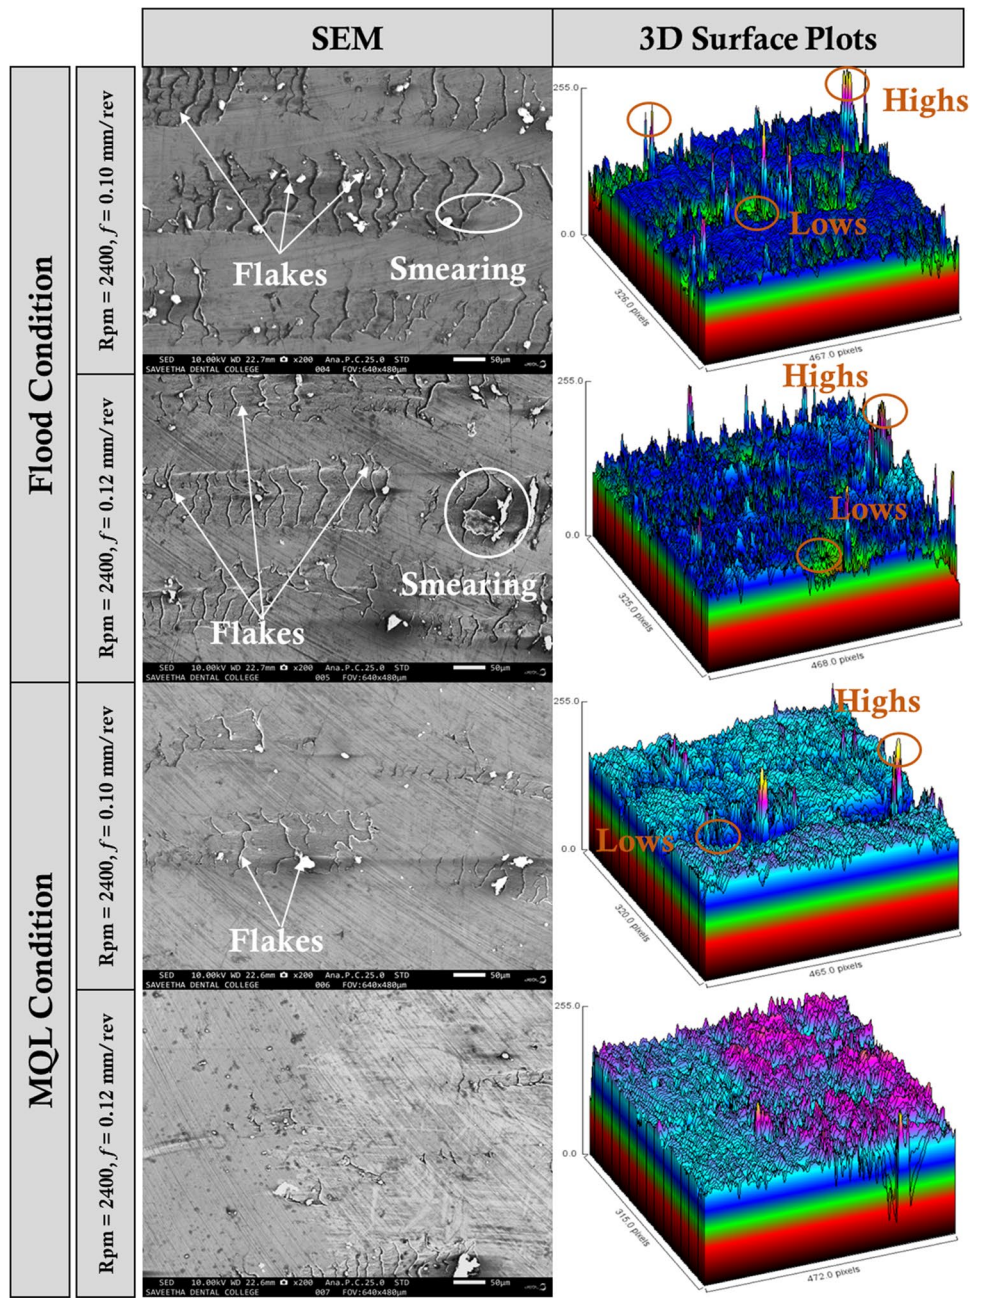 SEM
3D Surface Plots
Flood Condition
Rpm = 2400, f = 0.10 mm/rev
Flakes
Smearing
SED 10.00kV WD 22.7mm x200 Ana.P.C.25.0 STD 50µm
SAVEETHA DENTAL COLLEGE 004 FOV:640x480µm
255.0
0.0
Highs
Lows
326.0 pixels
467.0 pixels
Rpm = 2400, f = 0.12 mm/rev
Flakes
Smearing
SED 10.00kV WD 22.7mm x200 Ana.P.C.25.0 STD 50µm
SAVEETHA DENTAL COLLEGE 005 FOV:640x480µm
255.0
0.0
Highs
Lows
325.0 pixels
468.0 pixels
MQL Condition
Rpm = 2400, f = 0.10 mm/rev
Flakes
SED 10.00kV WD 22.6mm x200 Ana.P.C.25.0 STD 50µm
SAVEETHA DENTAL COLLEGE 006 FOV:640x480µm
255.0
0.0
Highs
Lows
320.0 pixels
465.0 pixels
Rpm = 2400, f = 0.12 mm/rev
SED 10.00kV WD 22.6mm x200 Ana.P.C.25.0 STD 50µm
SAVEETHA DENTAL COLLEGE 007 FOV:640x480µm
255.0
0.0
315.0 pixels
472.0 pixels